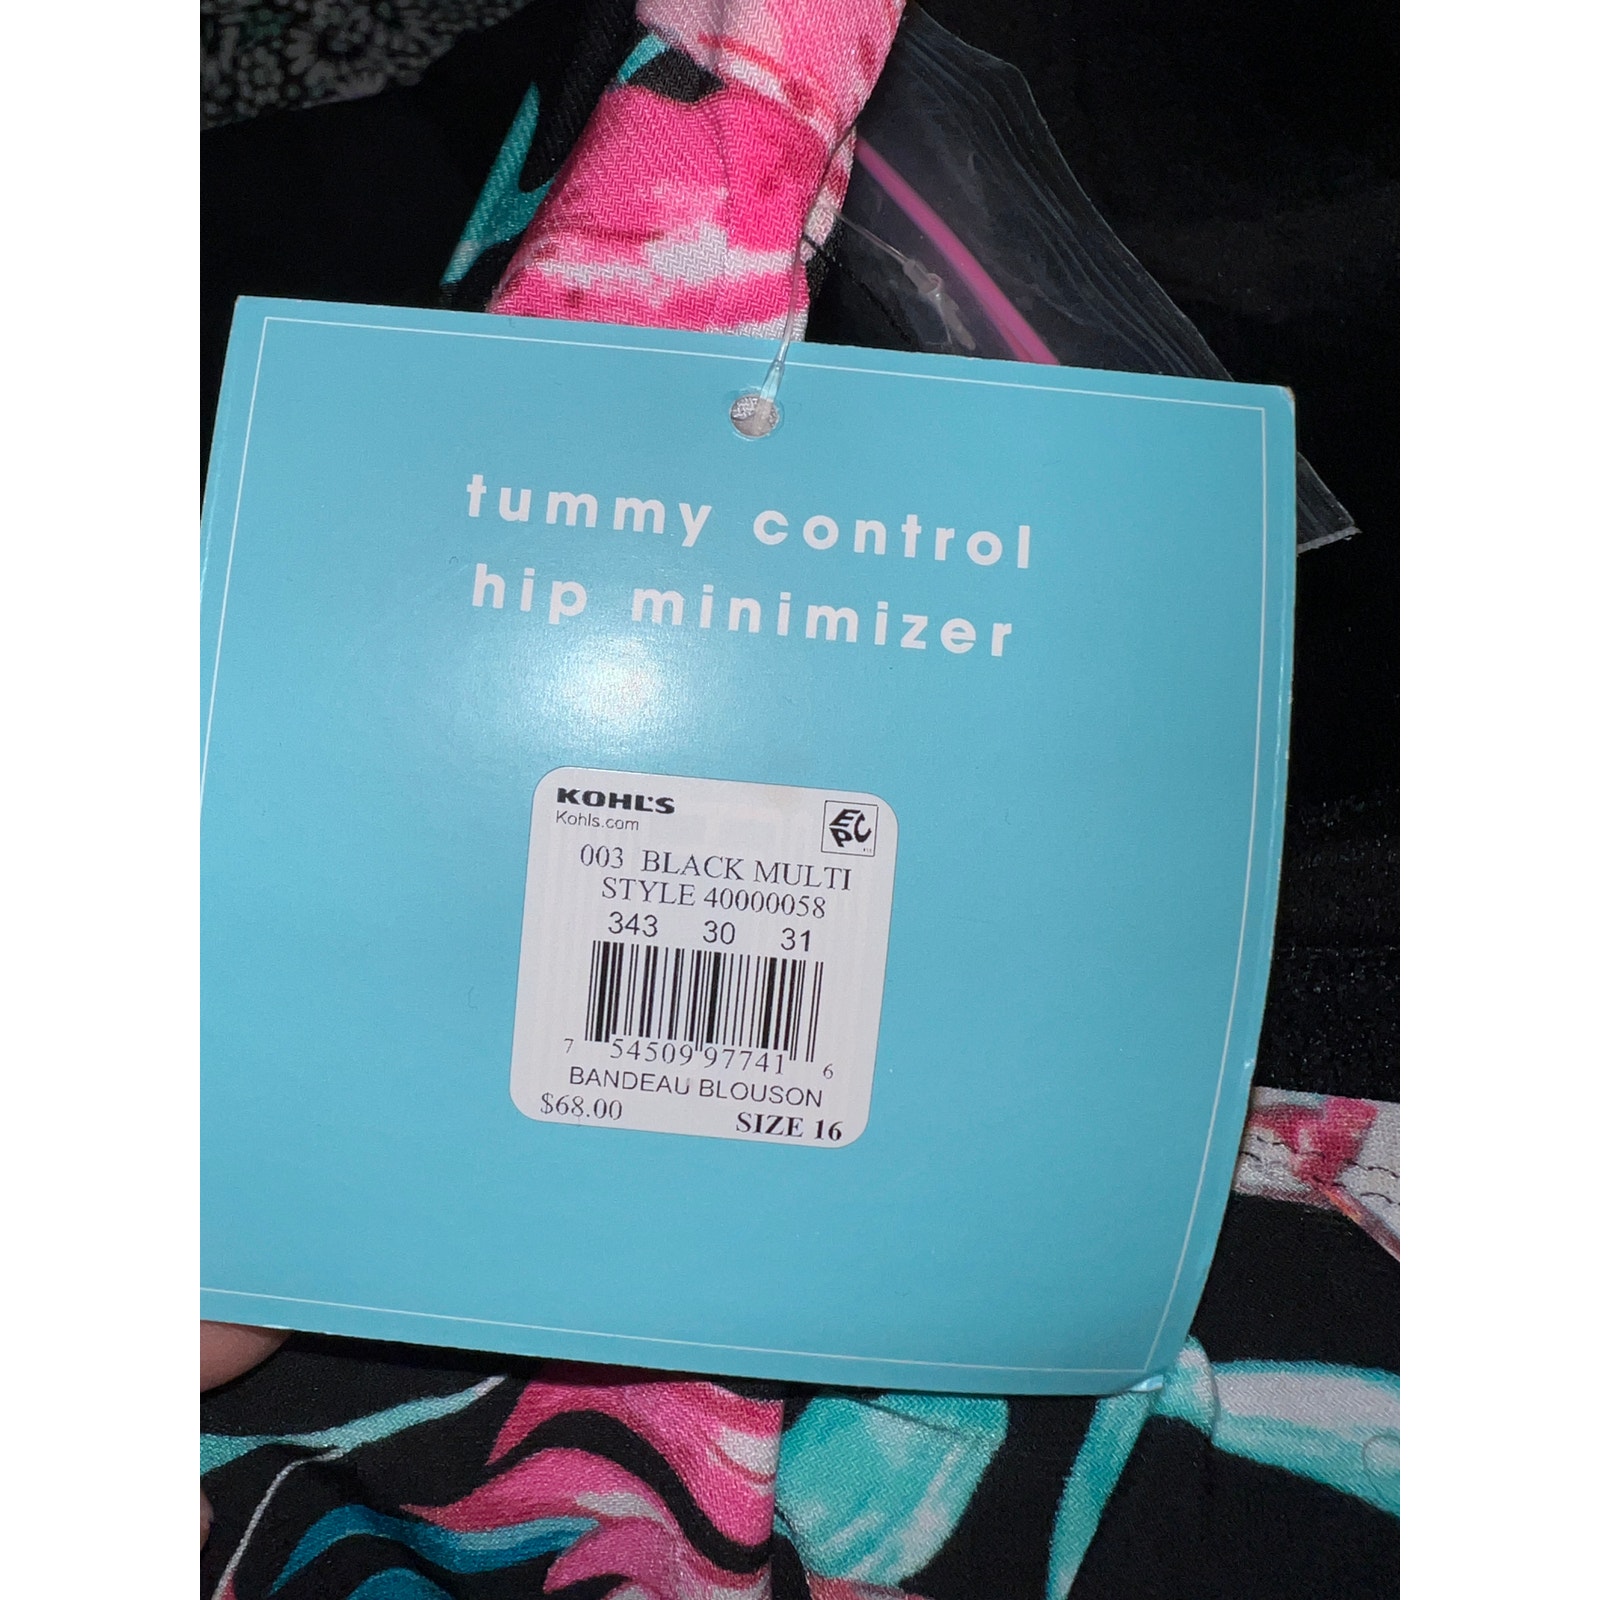 tummy control
hip minimizer
KOHL'S
Kohls.com
EPC
003 BLACK MULTI
STYLE 40000058
343 30 31
7 54509 97741 6
BANDEAU BLOUSON
$68.00 SIZE 16